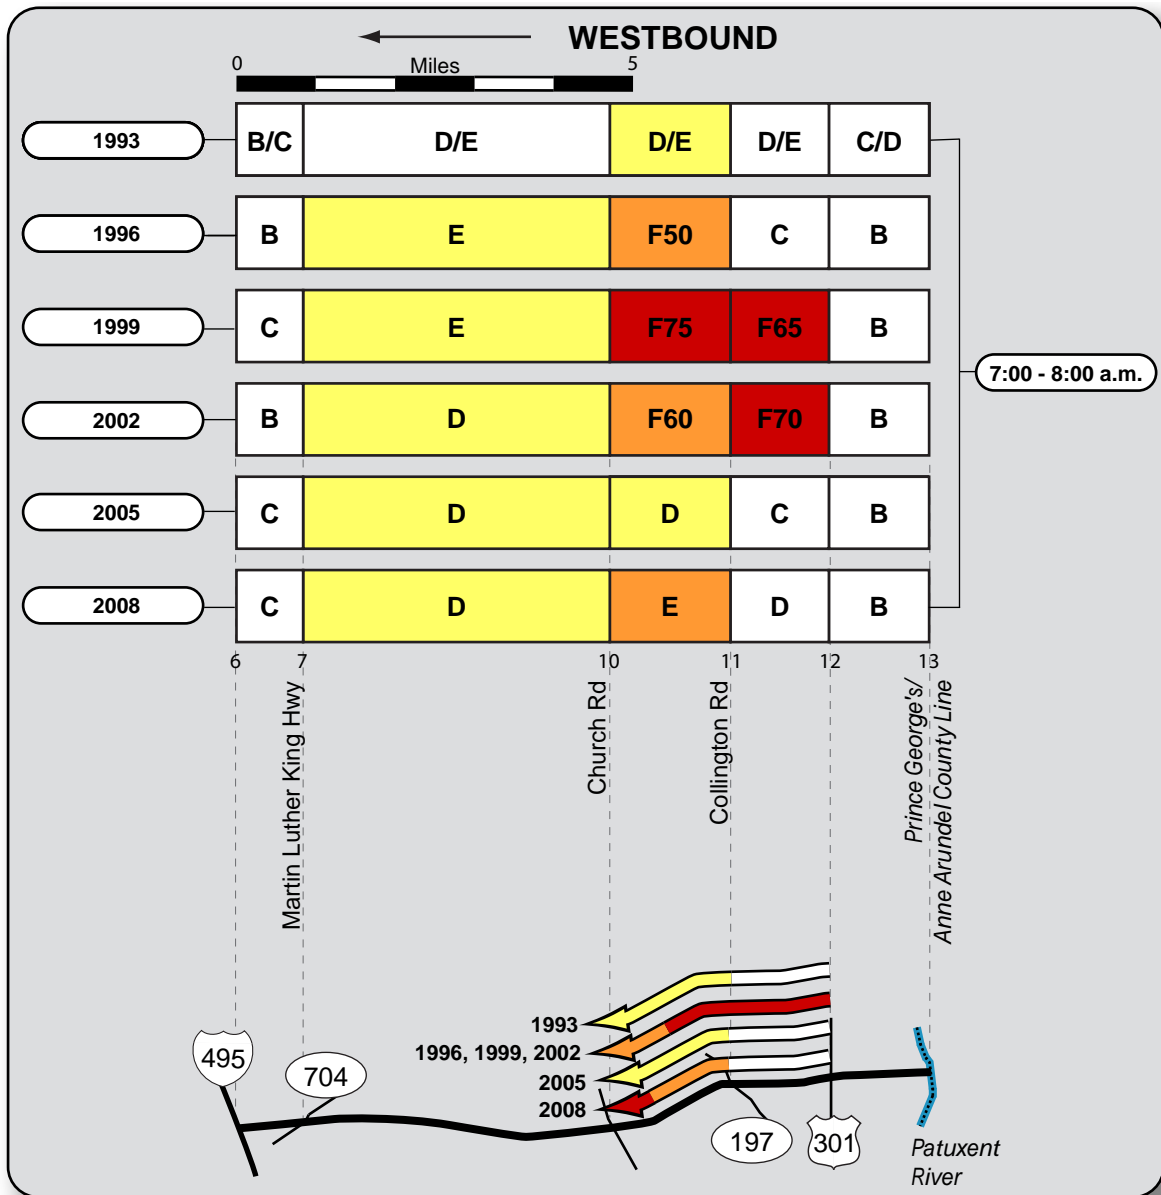 WESTBOUND
0 Miles 5
1993 B/C D/E D/E D/E C/D
1996 B E F50 C B
1999 C E F75 F65 B
7:00 - 8:00 a.m.
2002 B D F60 F70 B
2005 C D D C B
2008 C D E D B
6 7 10 11 12 13
Martin Luther King Hwy
Church Rd
Collington Rd
Prince George's/
Anne Arundel County Line
1993
1996, 1999, 2002
2005
2008
495
704
197
301
Patuxent
River